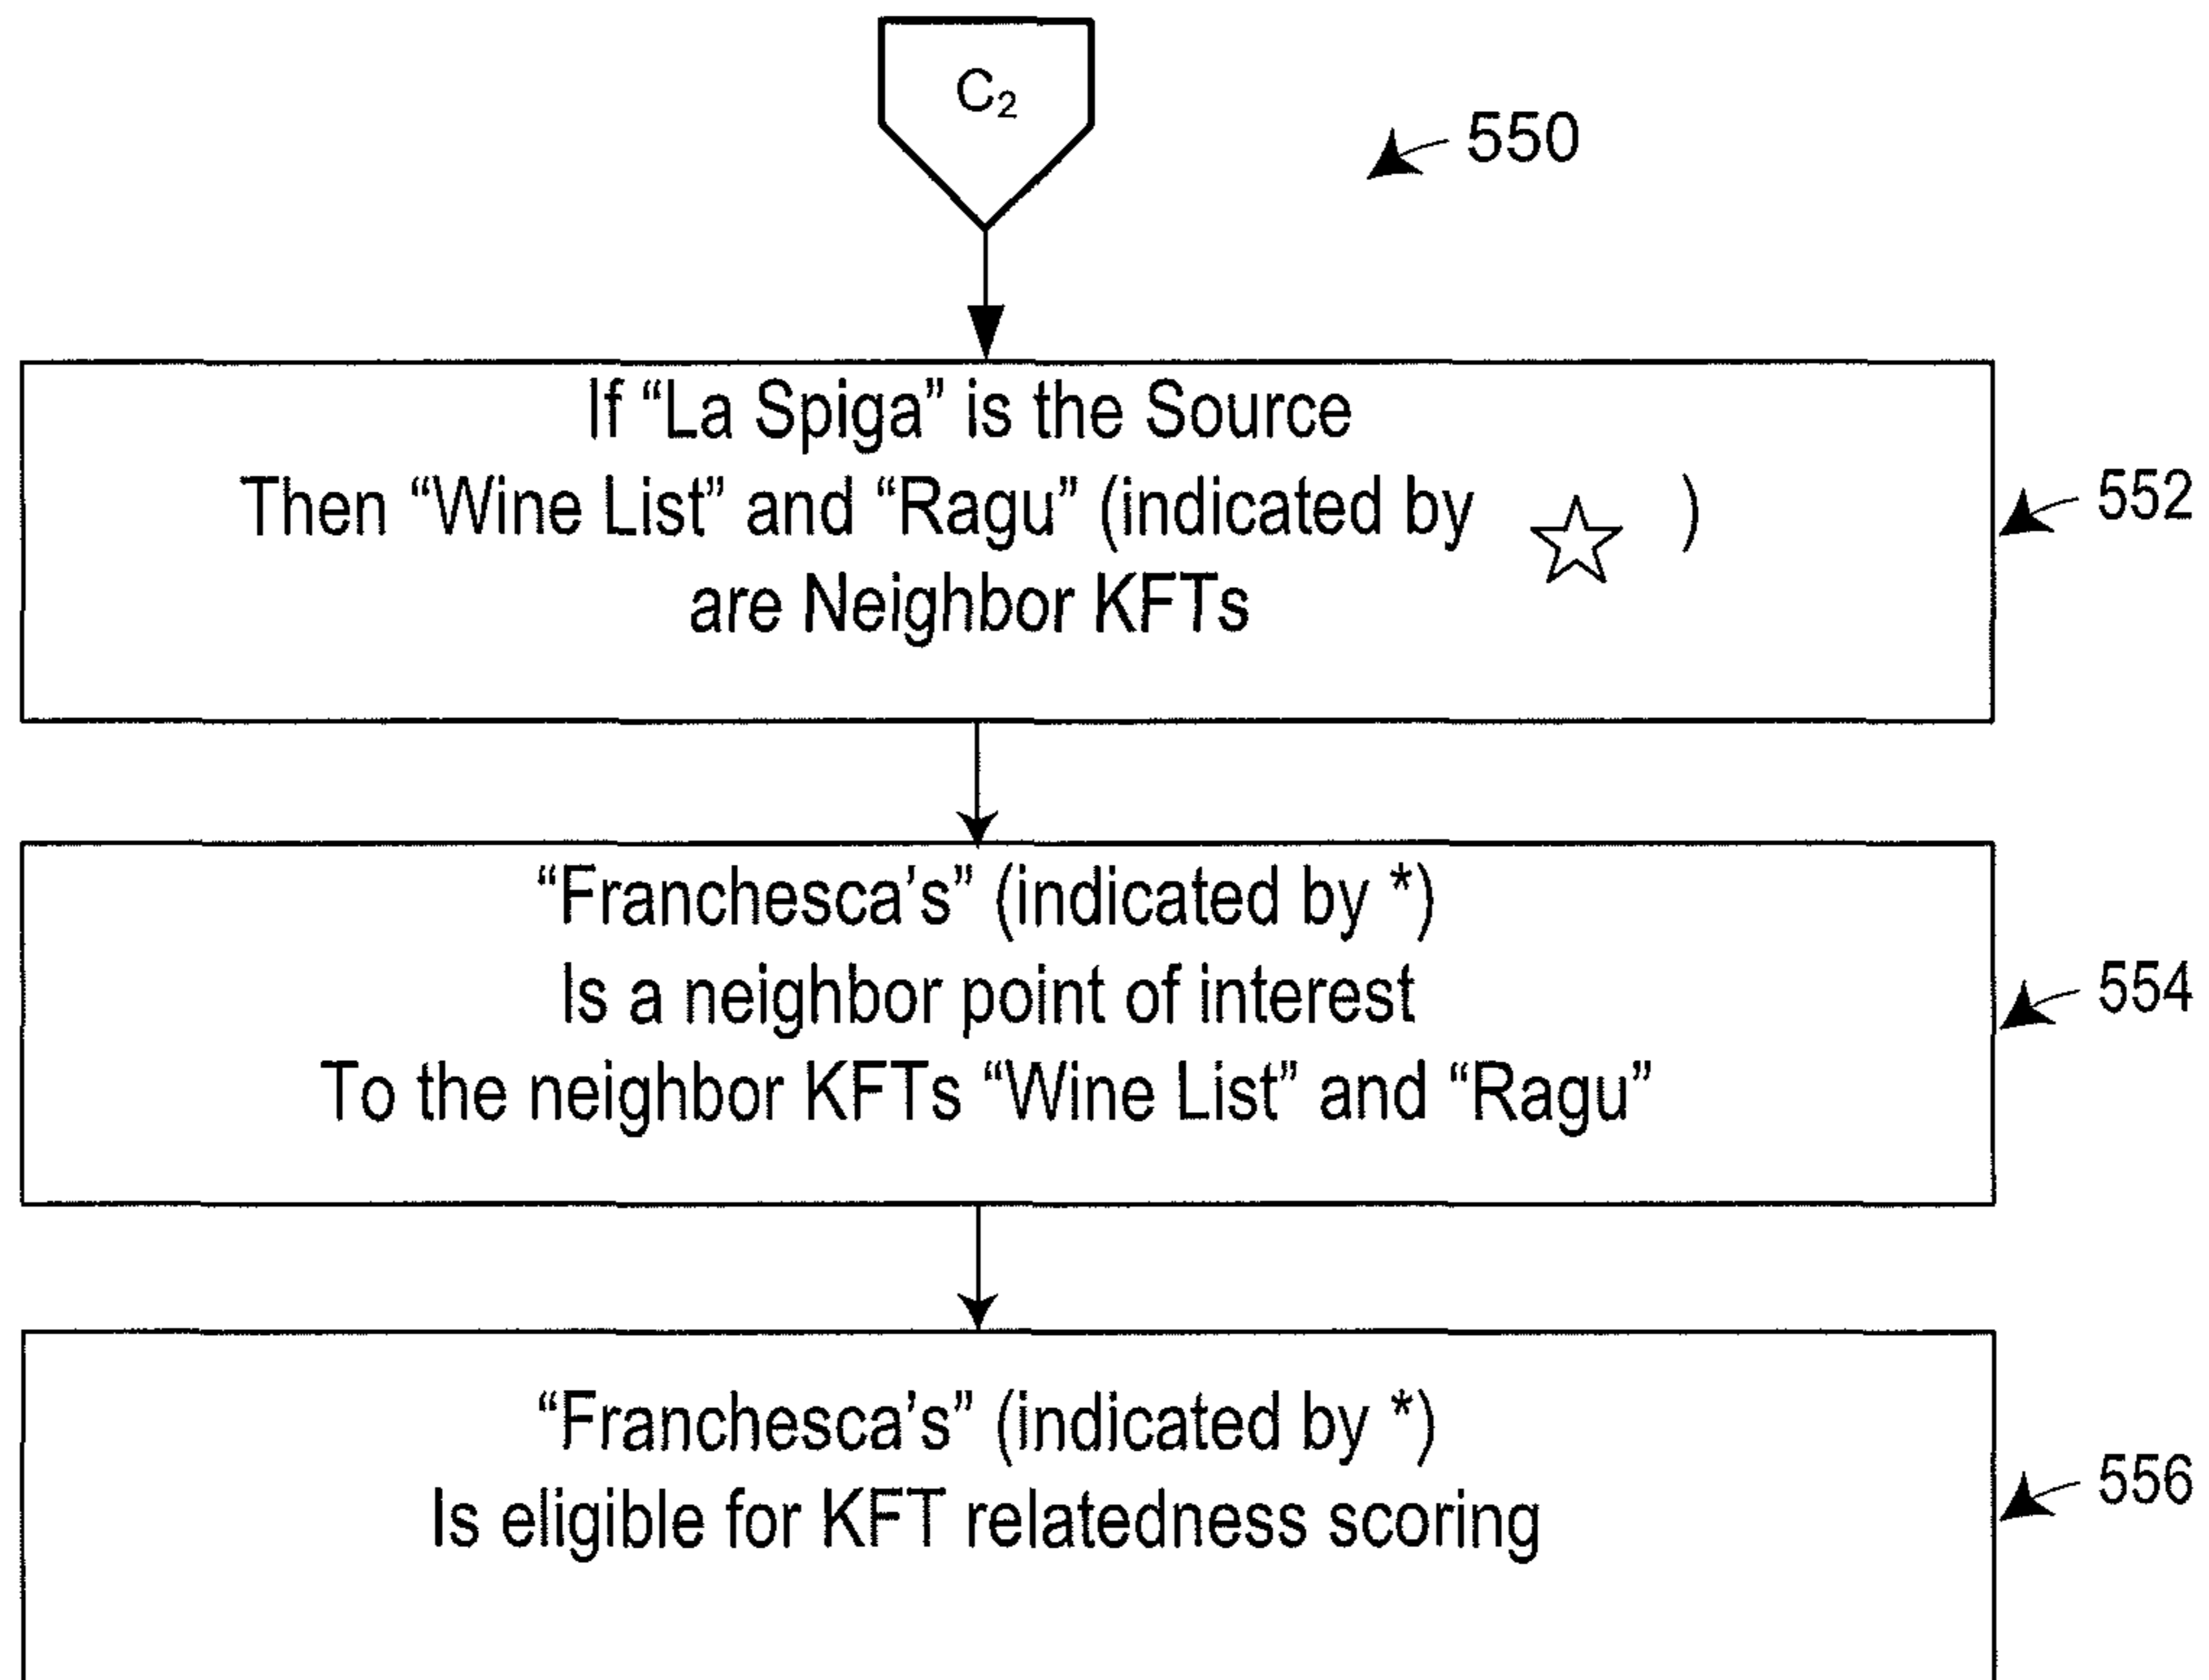 C₂
550
If “La Spiga” is the Source
Then “Wine List” and “Ragu” (indicated by ☆ )
are Neighbor KFTs
552
“Franchesca’s” (indicated by *)
Is a neighbor point of interest
To the neighbor KFTs “Wine List” and “Ragu”
554
“Franchesca’s” (indicated by *)
Is eligible for KFT relatedness scoring
556